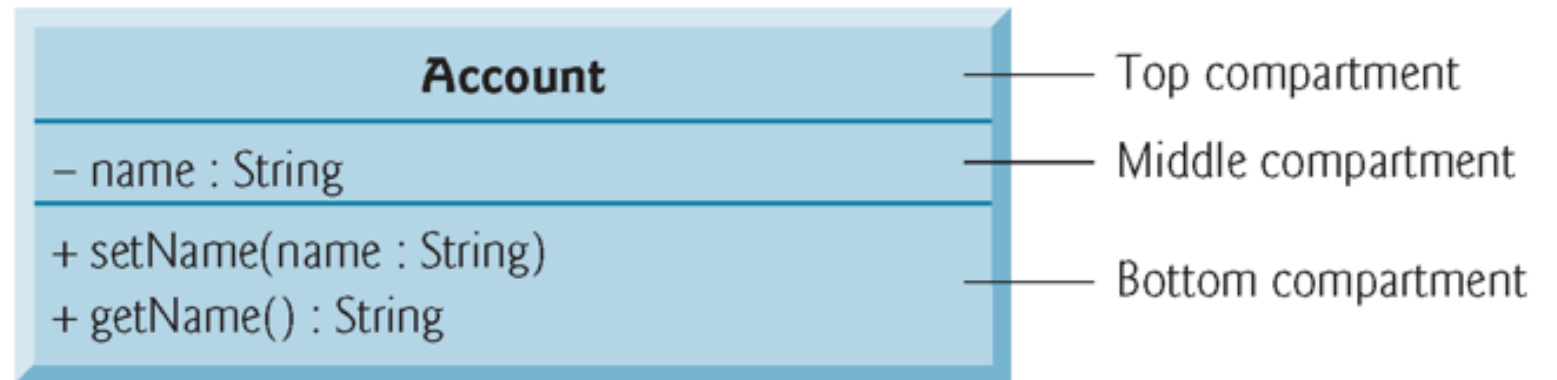 Account
Top compartment
– name : String
Middle compartment
+ setName(name : String)
+ getName() : String
Bottom compartment